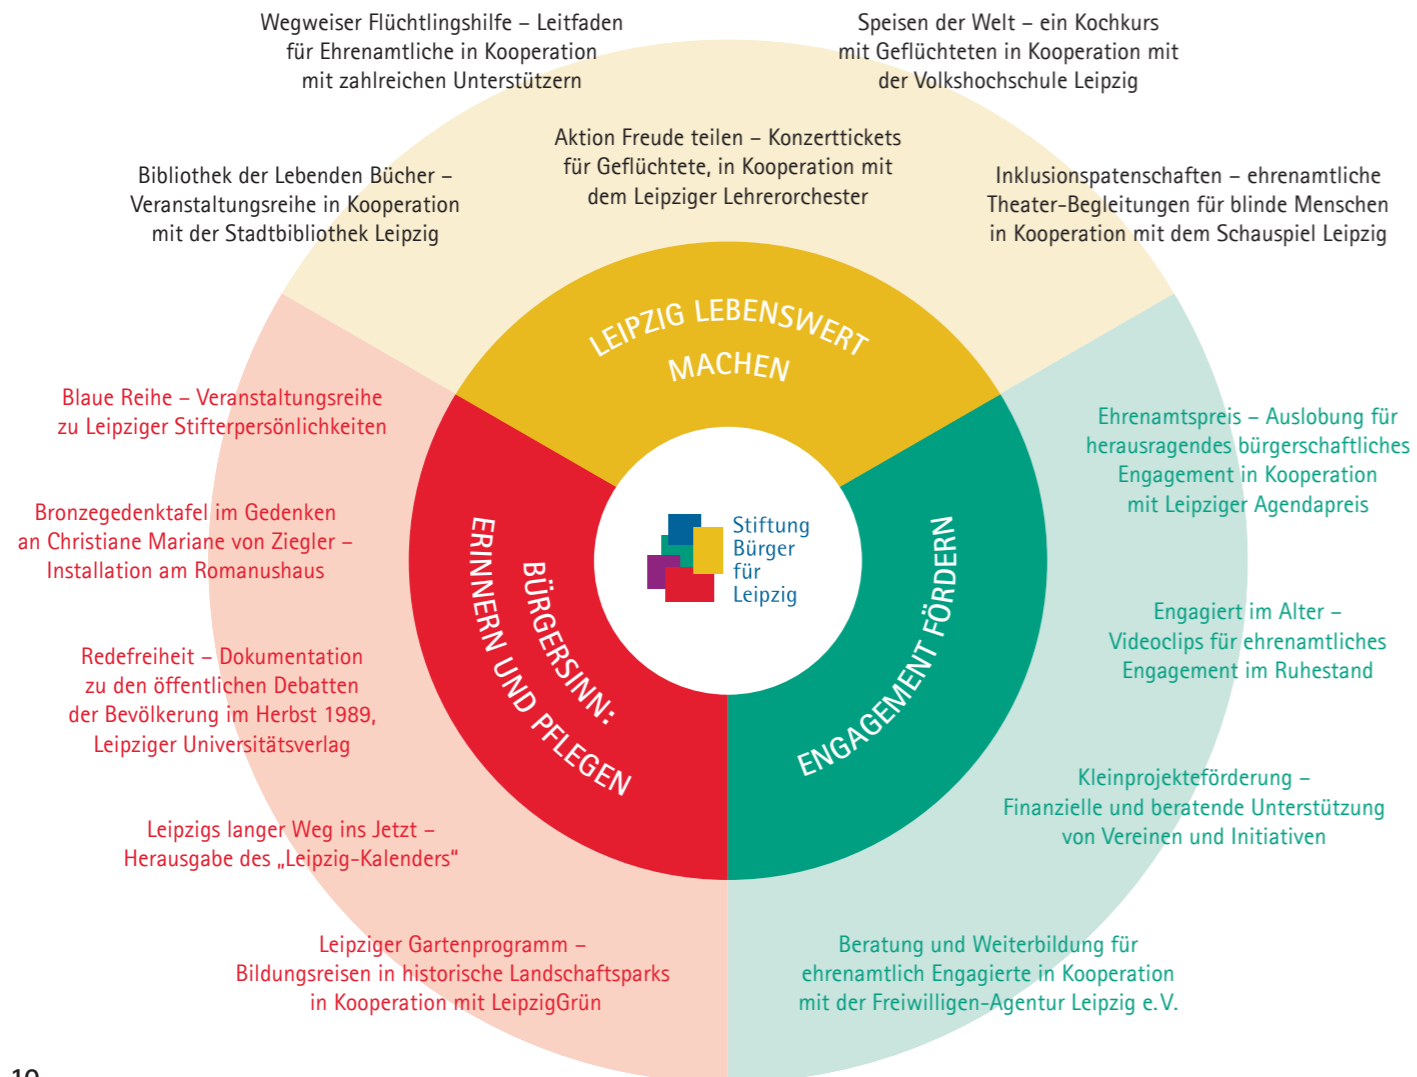 Wegweiser Flüchtlingshilfe – Leitfaden
für Ehrenamtliche in Kooperation
mit zahlreichen Unterstützern
Speisen der Welt – ein Kochkurs
mit Geflüchteten in Kooperation mit
der Volkshochschule Leipzig
Aktion Freude teilen – Konzerttickets
für Geflüchtete, in Kooperation mit
dem Leipziger Lehrerorchester
Bibliothek der Lebenden Bücher –
Veranstaltungsreihe in Kooperation
mit der Stadtbibliothek Leipzig
Inklusionspatenschaften – ehrenamtliche
Theater-Begleitungen für blinde Menschen
in Kooperation mit dem Schauspiel Leipzig
LEIPZIG LEBENSWERT
MACHEN
Blaue Reihe – Veranstaltungsreihe
zu Leipziger Stifterpersönlichkeiten
Bronzegedenktafel im Gedenken
an Christiane Mariane von Ziegler –
Installation am Romanushaus
Redefreiheit – Dokumentation
zu den öffentlichen Debatten
der Bevölkerung im Herbst 1989,
Leipziger Universitätsverlag
Leipzigs langer Weg ins Jetzt –
Herausgabe des „Leipzig-Kalenders“
Leipziger Gartenprogramm –
Bildungsreisen in historische Landschaftsparks
in Kooperation mit LeipzigGrün
BÜRGERSINN:
ERINNERN UND PFLEGEN
Stiftung
Bürger
für
Leipzig
ENGAGEMENT FÖRDERN
Ehrenamtspreis – Auslobung für
herausragendes bürgerschaftliches
Engagement in Kooperation
mit Leipziger Agendapreis
Engagiert im Alter –
Videoclips für ehrenamtliches
Engagement im Ruhestand
Kleinprojekteförderung –
Finanzielle und beratende Unterstützung
von Vereinen und Initiativen
Beratung und Weiterbildung für
ehrenamtlich Engagierte in Kooperation
mit der Freiwilligen-Agentur Leipzig e.V.
10